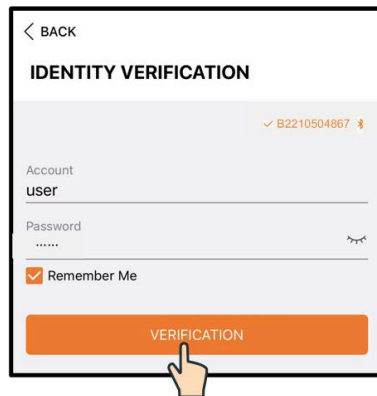 BACK
IDENTITY VERIFICATION
B2210504867
Account
user
Password
......
Remember Me
VERIFICATION